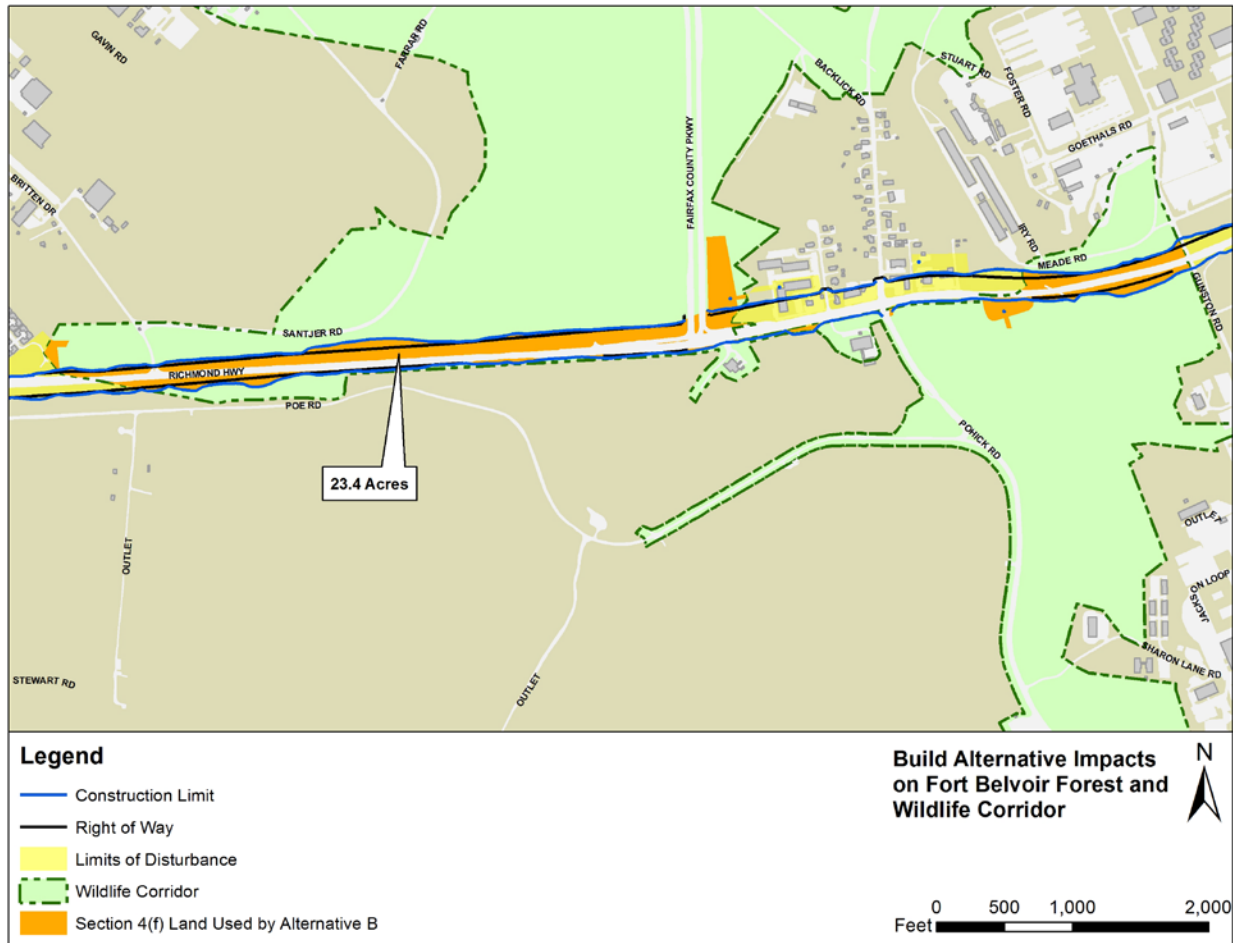 GAVIN RD
FARRAR RD
BRITTEN DR
FAIRFAX COUNTY PKWY
BACKLICK RD
STUART RD
FOSTER RD
GOETHALS RD
IRY RD
MEADE RD
GUNSTON RD
SANTJER RD
RICHMOND HWY
POE RD
23.4 Acres
POHICK RD
OUTLET
OUTLET
OUTLET
JACKSON LOOP
SHARON LANE RD
STEWART RD
Legend
Construction Limit
Right of Way
Limits of Disturbance
Wildlife Corridor
Section 4(f) Land Used by Alternative B
Build Alternative Impacts
on Fort Belvoir Forest and
Wildlife Corridor
N
Feet
0 500 1,000 2,000